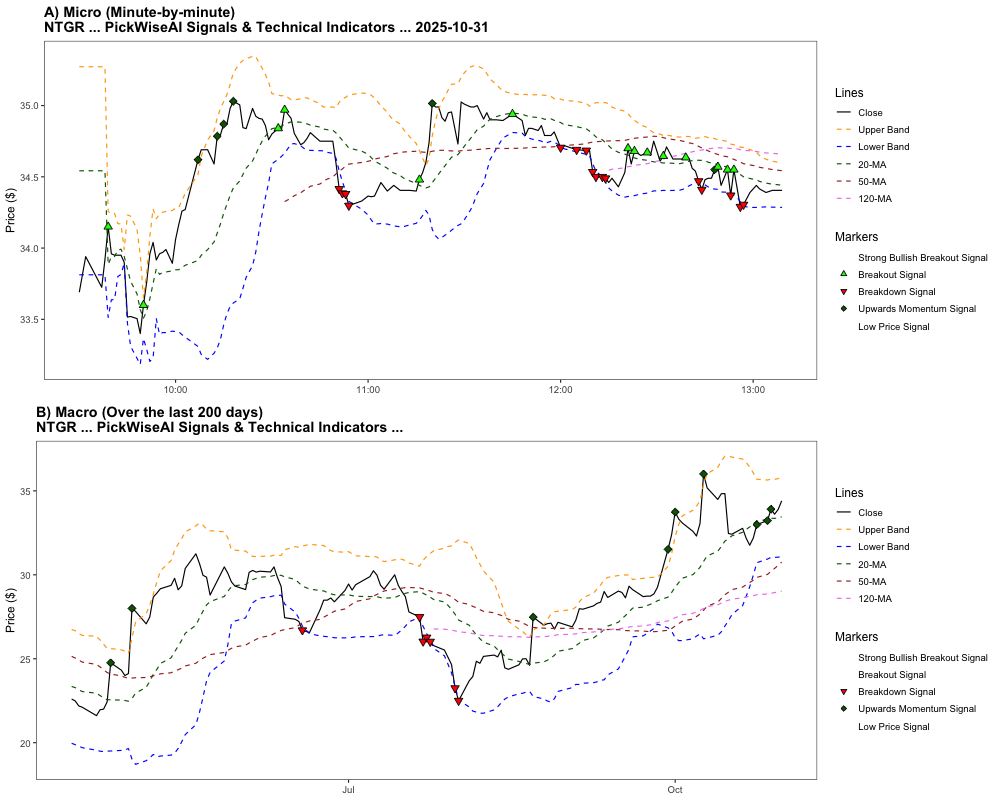 A) Micro (Minute-by-minute)
NTGR ... PickWiseAI Signals & Technical Indicators ... 2025-10-31
Price ($)
35.0
34.5
34.0
33.5
10:00
11:00
12:00
13:00
Lines
Close
Upper Band
Lower Band
20-MA
50-MA
120-MA
Markers
Strong Bullish Breakout Signal
Breakout Signal
Breakdown Signal
Upwards Momentum Signal
Low Price Signal
B) Macro (Over the last 200 days)
NTGR ... PickWiseAI Signals & Technical Indicators ...
Price ($)
35
30
25
20
Jul
Oct
Lines
Close
Upper Band
Lower Band
20-MA
50-MA
120-MA
Markers
Strong Bullish Breakout Signal
Breakout Signal
Breakdown Signal
Upwards Momentum Signal
Low Price Signal